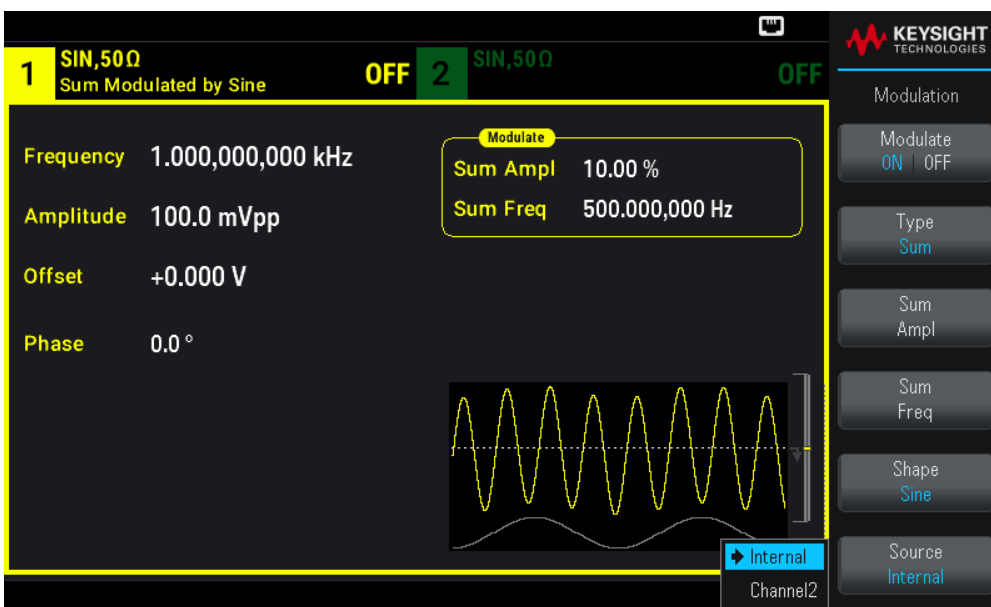 KEYSIGHT
TECHNOLOGIES
1 SIN,50Ω OFF
Sum Modulated by Sine
2 SIN,50Ω OFF
Frequency 1.000,000,000 kHz
Amplitude 100.0 mVpp
Offset +0.000 V
Phase 0.0 °
Modulate
Sum Ampl 10.00 %
Sum Freq 500.000,000 Hz
Internal
Channel2
Modulation
Modulate
ON | OFF
Type
Sum
Sum
Ampl
Sum
Freq
Shape
Sine
Source
Internal